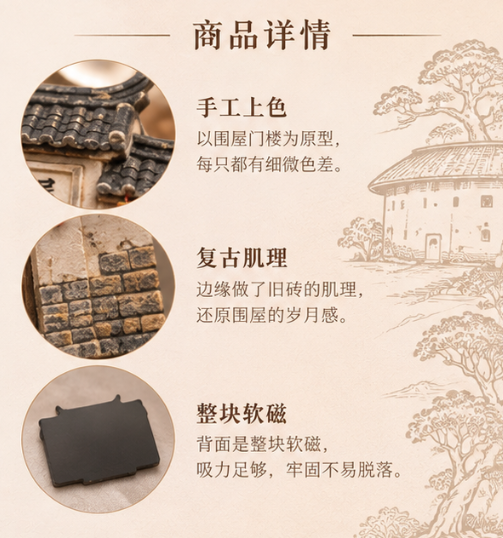 商品详情
手工上色
以围屋门楼为原型，
每只都有细微色差。
复古肌理
边缘做了旧砖的肌理，
还原围屋的岁月感。
整块软磁
背面是整块软磁，
吸力足够，牢固不易脱落。